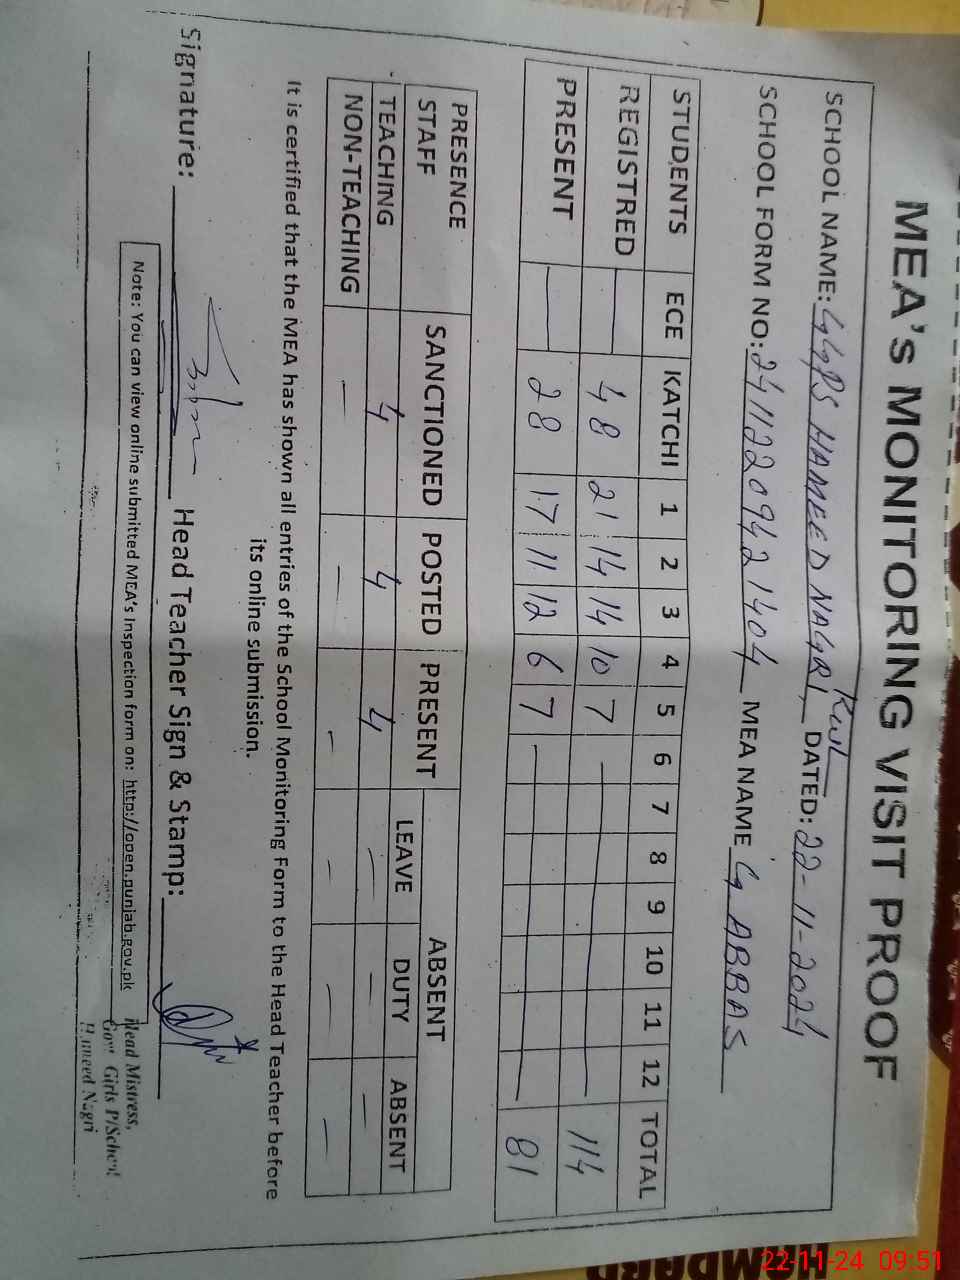 MEA's MONITORING VISIT PROOF
SCHOOL NAME: GGPS HAMEED NAGRI DATED: 22-11-2024
SCHOOL FORM NO: 24112209421404 MEA NAME G ABBAS
STUDENTS ECE KATCHI 1 2 3 4 5 6 7 8 9 10 11 12 TOTAL
REGISTRED — 48 21 14 14 10 7 — 114
PRESENT — 28 17 11 12 6 7 — 81
PRESENCE STAFF SANCTIONED POSTED PRESENT ABSENT
LEAVE DUTY ABSENT
TEACHING 4 4 4 — — —
NON-TEACHING — — — — — —
It is certified that the MEA has shown all entries of the School Monitoring Form to the Head Teacher before
its online submission.
Signature: Head Teacher Sign & Stamp:
Note: You can view online submitted MEA's Inspection form on: http://open.punjab.gov.pk
Head Mistress,
Govt Girls P/School
Hameed Nagri
22-11-24 09:51